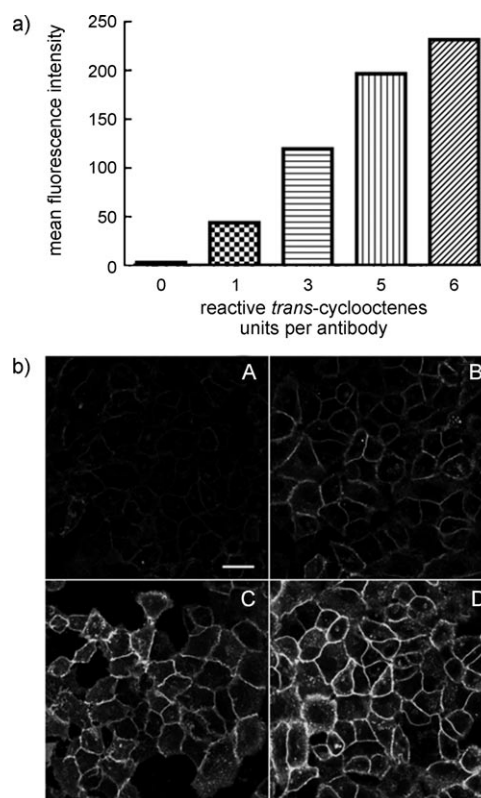 a)
250
200
150
100
50
0
mean fluorescence intensity
0 1 3 5 6
reactive trans-cyclooctenes
units per antibody
b)
A
B
C
D